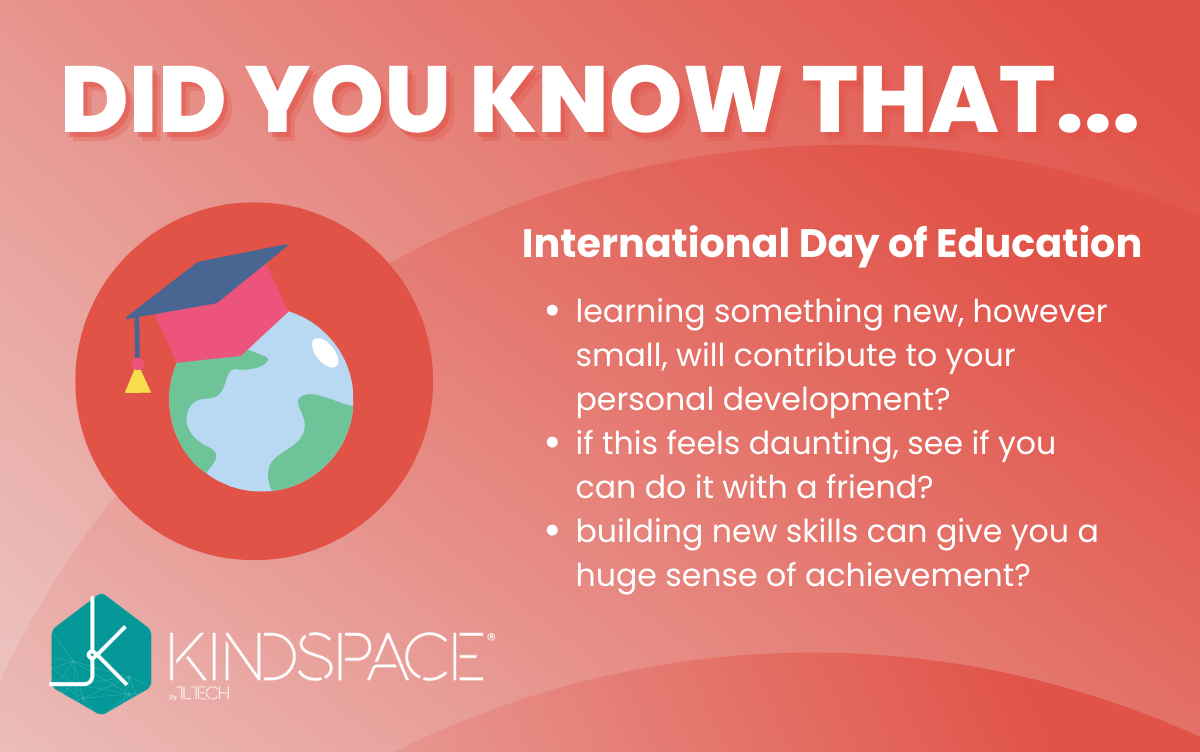 DID YOU KNOW THAT...
International Day of Education
• learning something new, however
small, will contribute to your
personal development?
• if this feels daunting, see if you
can do it with a friend?
• building new skills can give you a
huge sense of achievement?
KINDSPACE®
by TLTECH